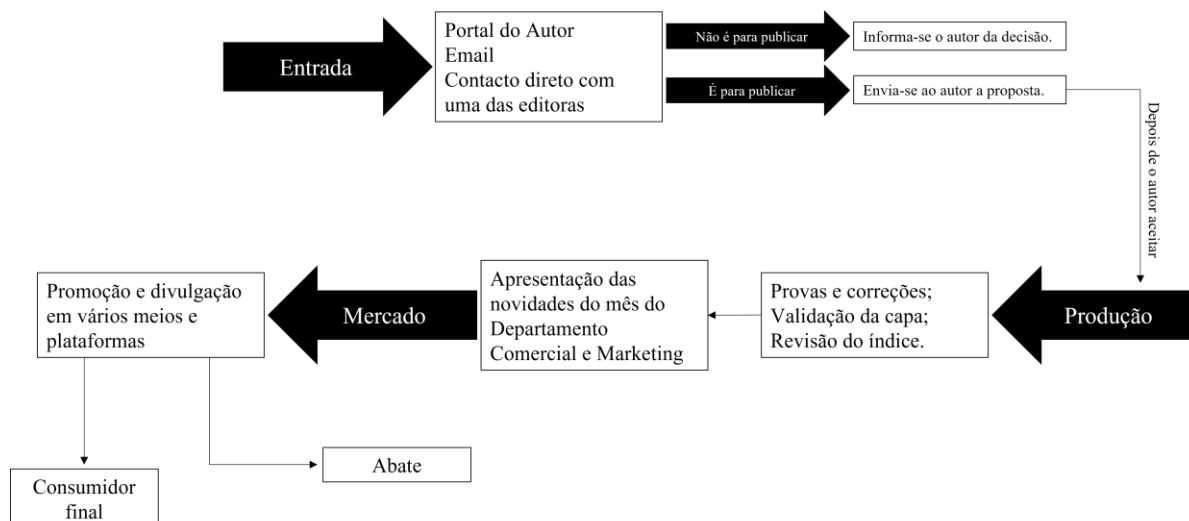 Entrada
Portal do Autor
Email
Contacto direto com
uma das editoras
Não é para publicar
Informa-se o autor da decisão.
É para publicar
Envia-se ao autor a proposta.
Depois de o autor aceitar
Produção
Provas e correções;
Validação da capa;
Revisão do índice.
Apresentação das
novidades do mês do
Departamento
Comercial e Marketing
Mercado
Promoção e divulgação
em vários meios e
plataformas
Abate
Consumidor
final